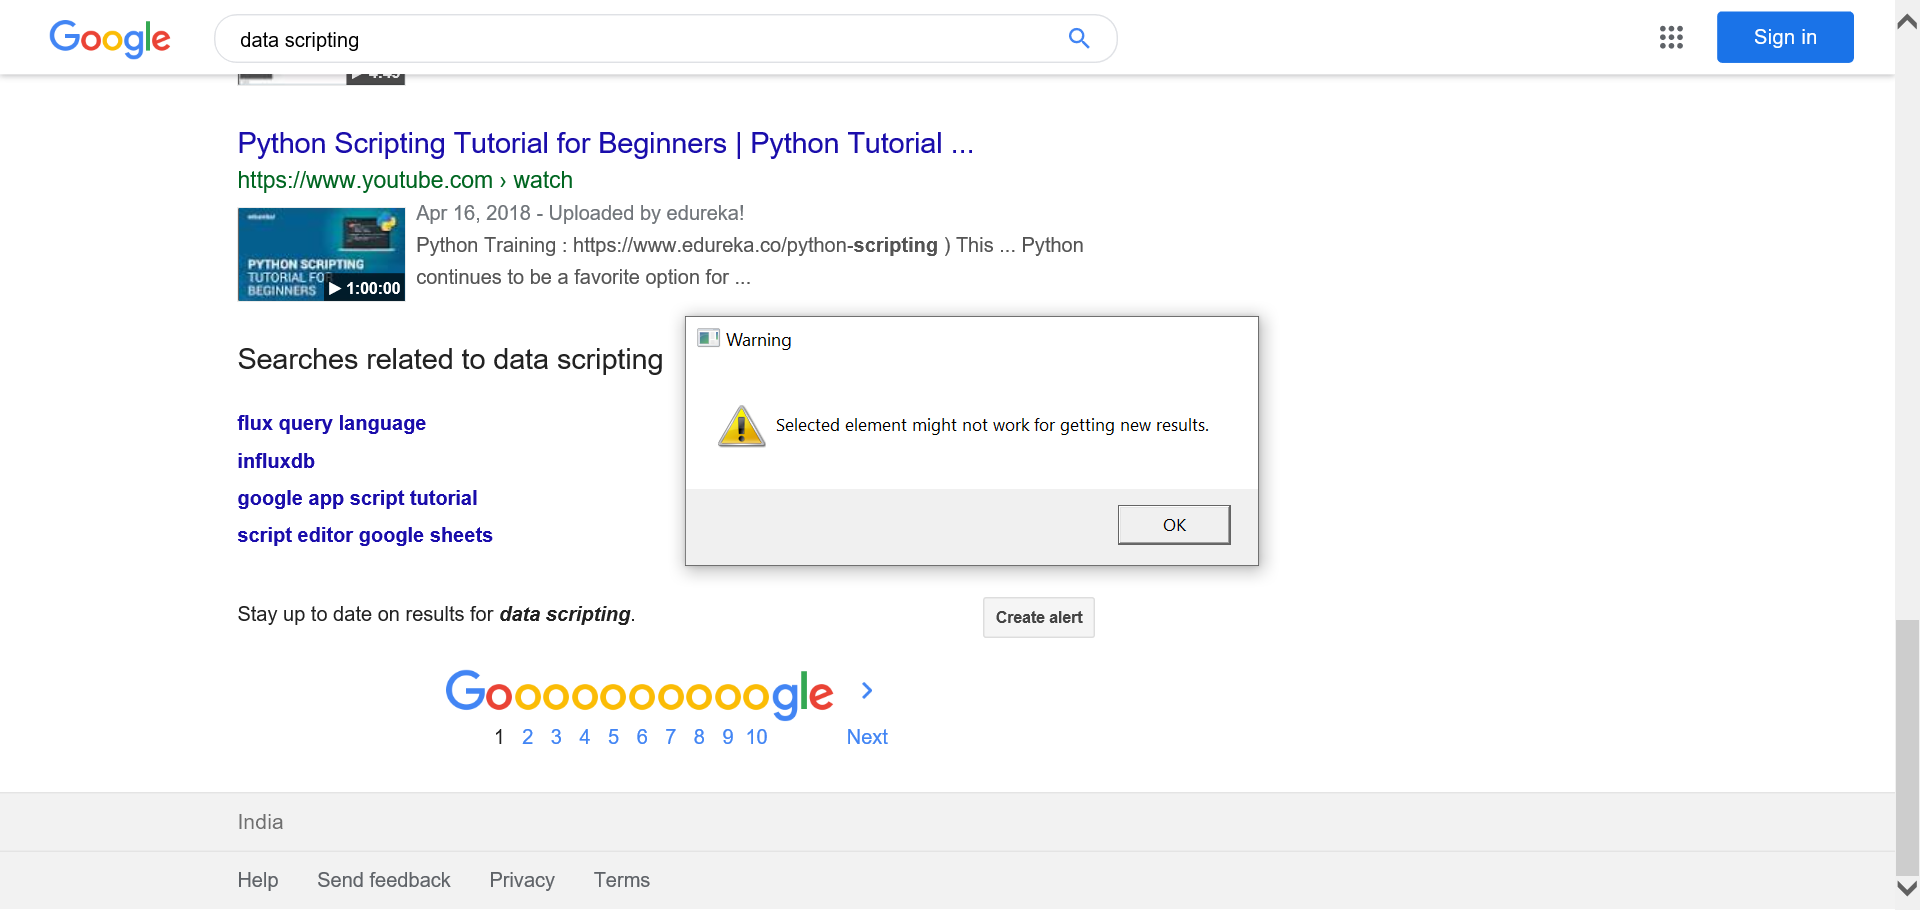 Google
data scripting
Sign in
4:49
Python Scripting Tutorial for Beginners | Python Tutorial ...
https://www.youtube.com › watch
edureka!
PYTHON SCRIPTING
TUTORIAL FOR
BEGINNERS
1:00:00
Apr 16, 2018 - Uploaded by edureka!
Python Training : https://www.edureka.co/python-scripting ) This ... Python
continues to be a favorite option for ...
Searches related to data scripting
flux query language
influxdb
google app script tutorial
script editor google sheets
Warning
Selected element might not work for getting new results.
OK
Stay up to date on results for data scripting.
Create alert
Goooooooooogle >
1 2 3 4 5 6 7 8 9 10 Next
India
Help Send feedback Privacy Terms